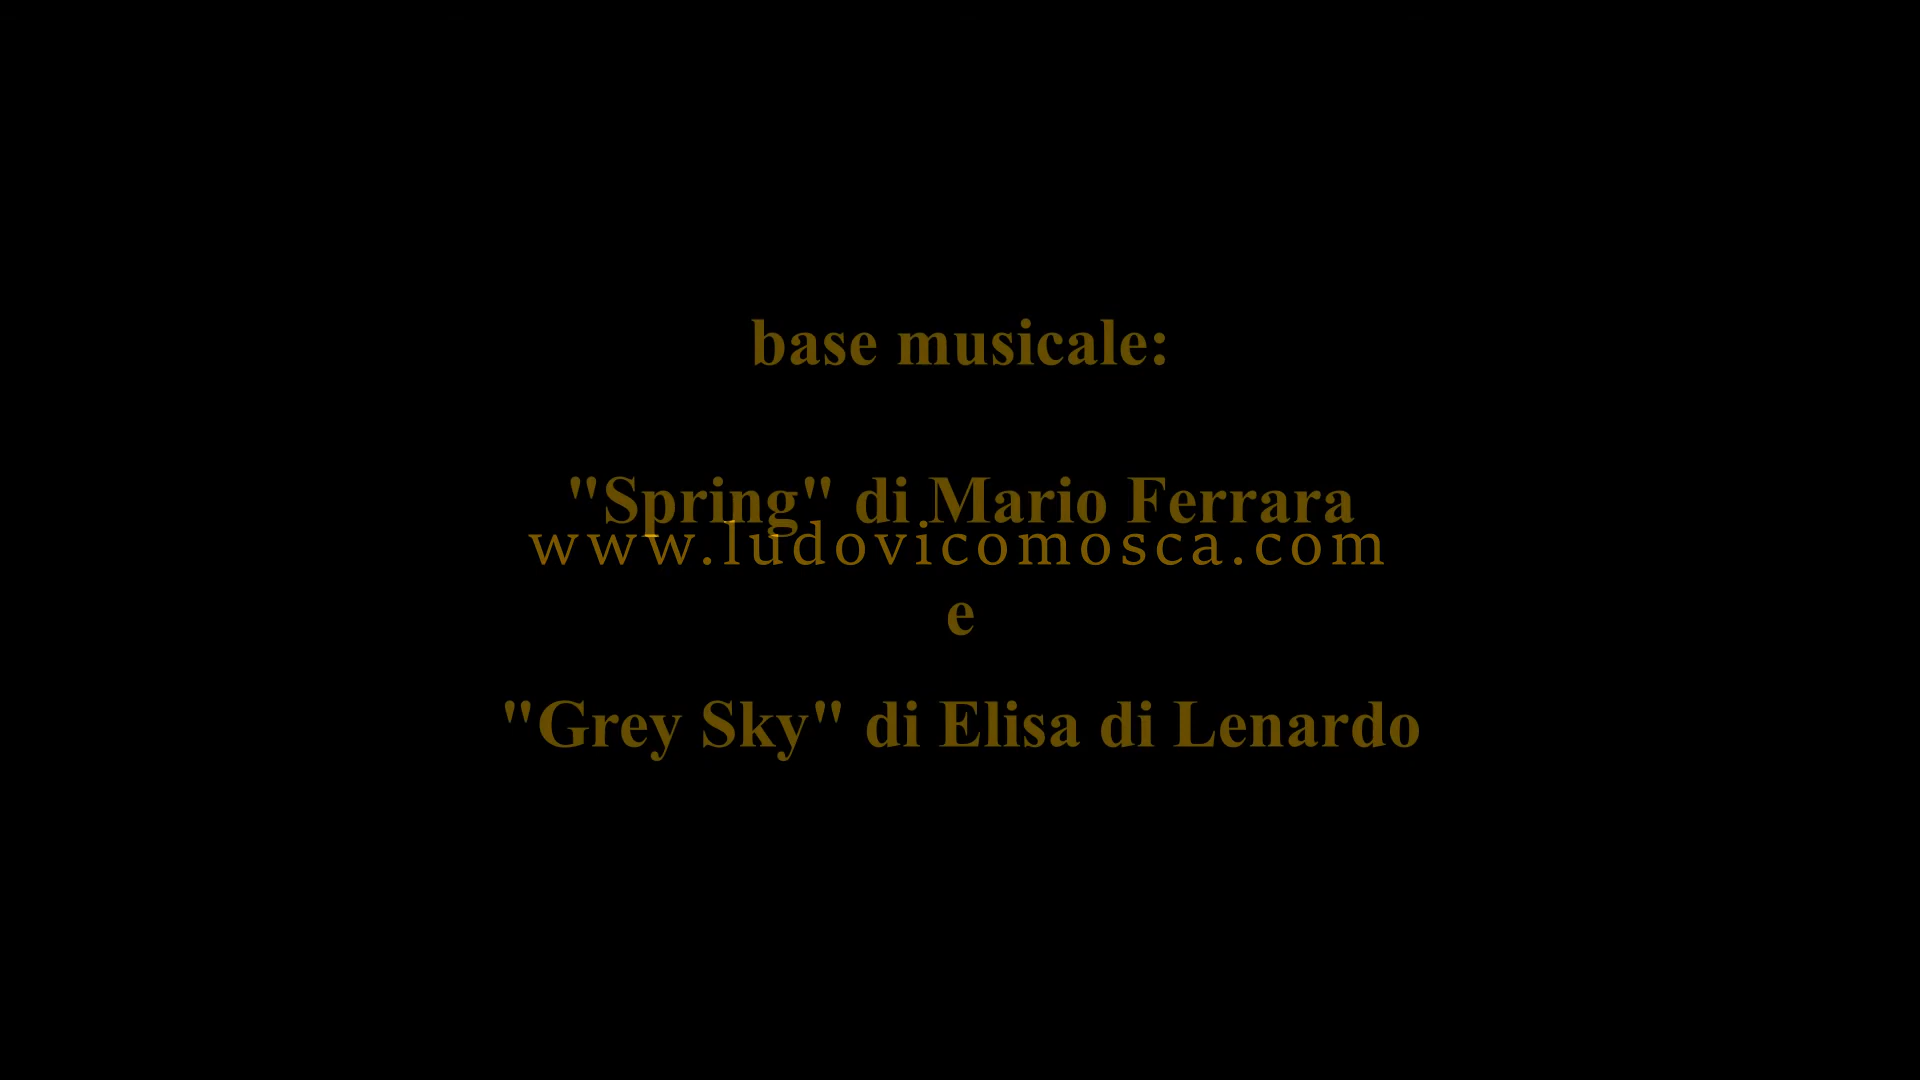 base musicale:
"Spring" di Mario Ferrara
www.ludovicomosca.com
e
"Grey Sky" di Elisa di Lenardo